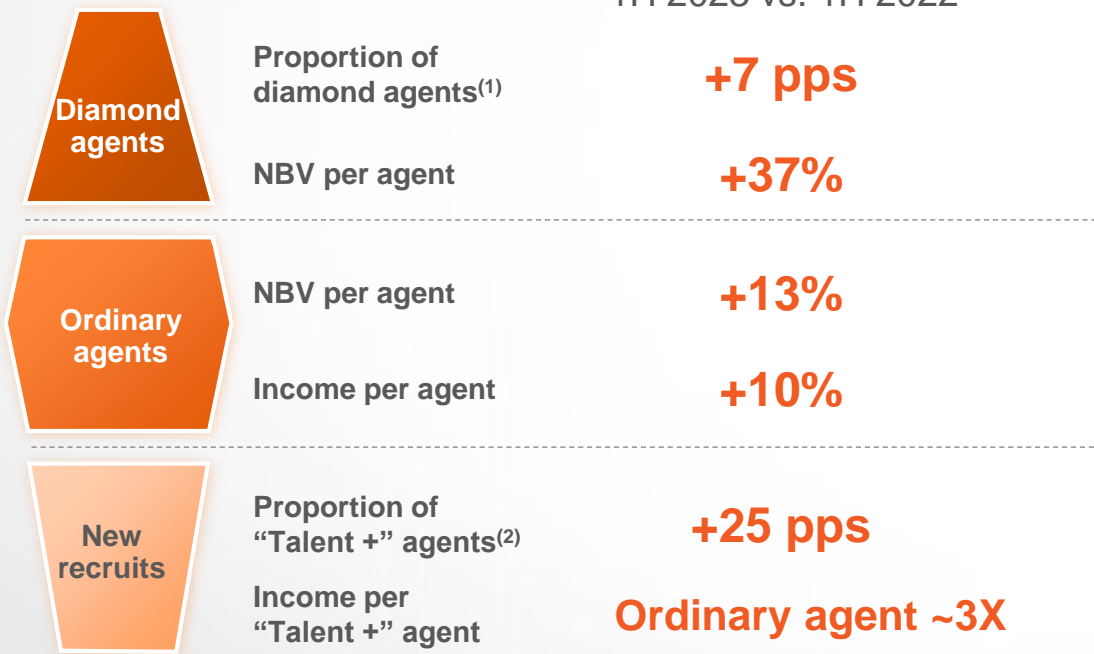 vs. 2022
Diamond
agents
Proportion of
diamond agents(1)
+7 pps
NBV per agent
+37%
Ordinary
agents
NBV per agent
+13%
Income per agent
+10%
New
recruits
Proportion of
“Talent +” agents(2)
+25 pps
Income per
“Talent +” agent
Ordinary agent ~3X